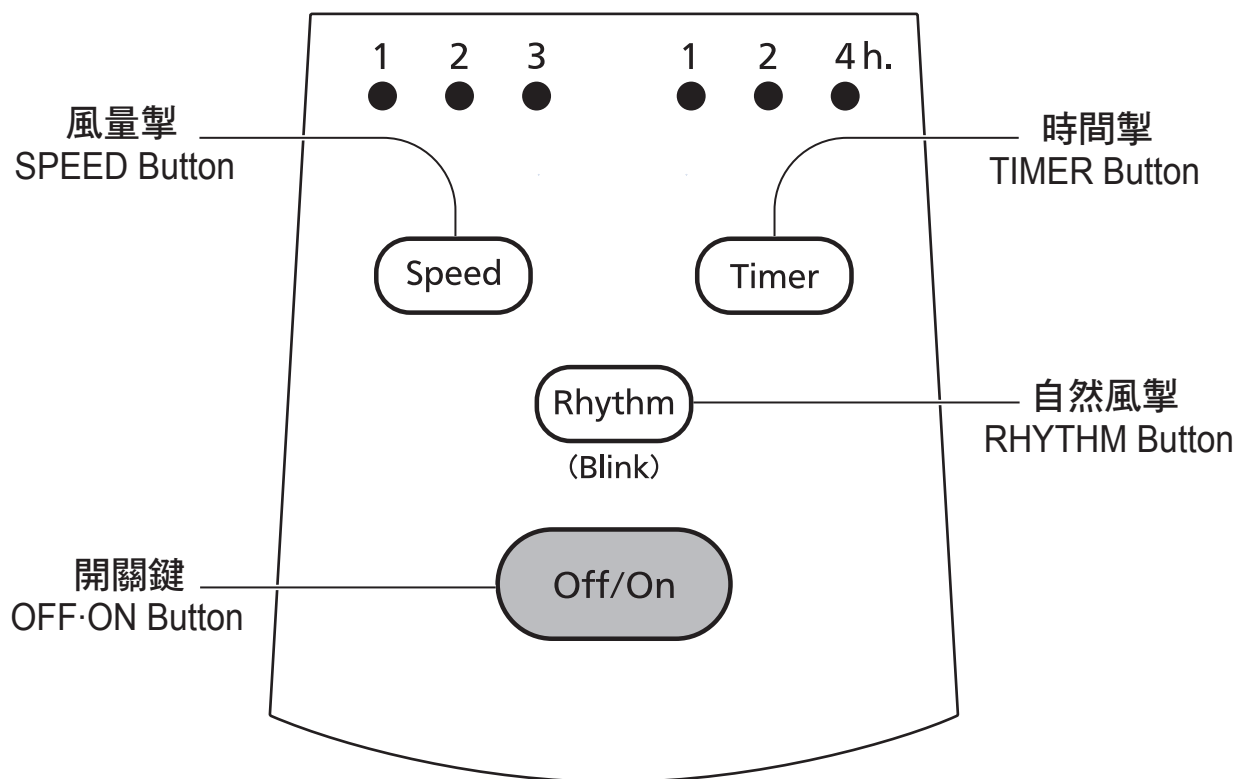 1 2 3 1 2 4 h.
風量掣
SPEED Button
時間掣
TIMER Button
Speed
Timer
Rhythm
(Blink)
自然風掣
RHYTHM Button
Off/On
開關鍵
OFF·ON Button